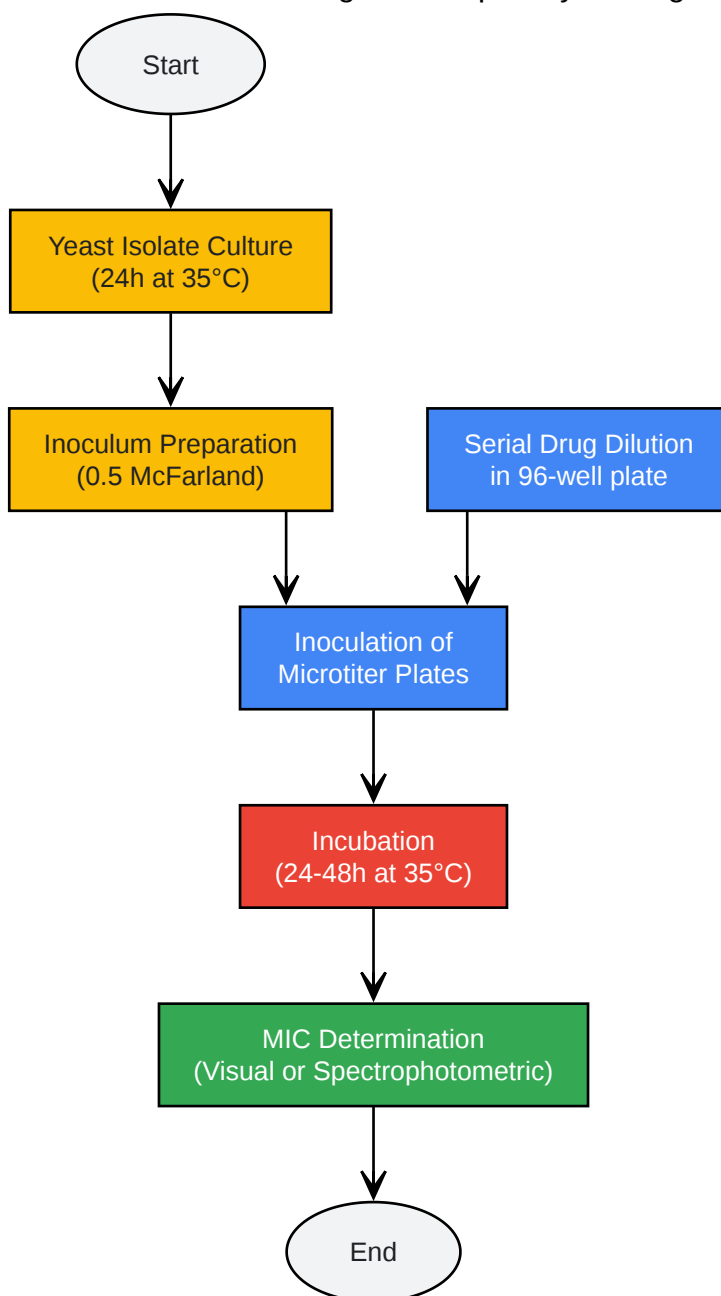 Start
Yeast Isolate Culture
(24h at 35°C)
Inoculum Preparation
(0.5 McFarland)
Serial Drug Dilution
in 96-well plate
Inoculation of
Microtiter Plates
Incubation
(24-48h at 35°C)
MIC Determination
(Visual or Spectrophotometric)
End